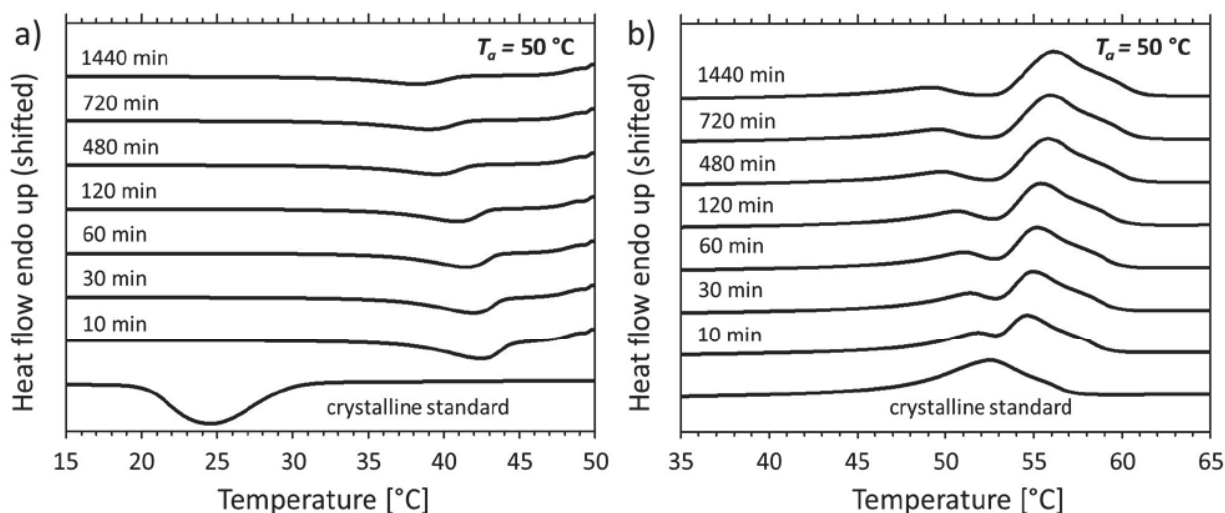 a)
Tₐ = 50 °C
1440 min
720 min
480 min
120 min
60 min
30 min
10 min
crystalline standard
Heat flow endo up (shifted)
15 20 25 30 35 40 45 50
Temperature [°C]
b)
Tₐ = 50 °C
1440 min
720 min
480 min
120 min
60 min
30 min
10 min
crystalline standard
Heat flow endo up (shifted)
35 40 45 50 55 60 65
Temperature [°C]